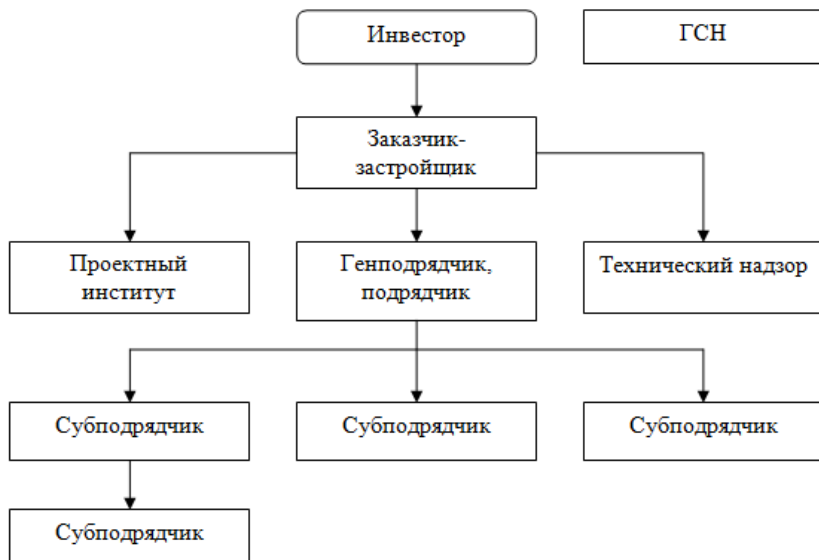 Инвестор
ГСН
Заказчик-
застройщик
Проектный
институт
Генподрядчик,
подрядчик
Технический надзор
Субподрядчик
Субподрядчик
Субподрядчик
Субподрядчик